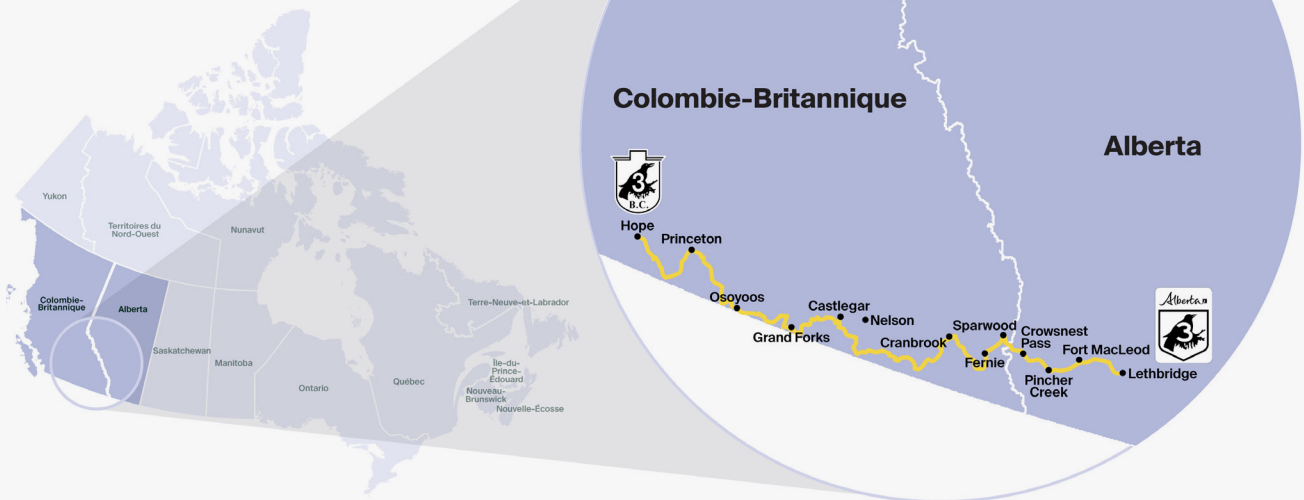 Yukon
Territoires du
Nord-Ouest
Nunavut
Colombie-
Britannique
Alberta
Saskatchewan
Manitoba
Ontario
Québec
Terre-Neuve-et-Labrador
Île-du-
Prince-
Édouard
Nouveau-
Brunswick
Nouvelle-Écosse
Colombie-Britannique
Alberta
3
B.C.
Hope
Princeton
Osoyoos
Grand Forks
Castlegar
Nelson
Cranbrook
Sparwood
Fernie
Crowsnest
Pass
Pincher
Creek
Fort MacLeod
Lethbridge
Alberta
3